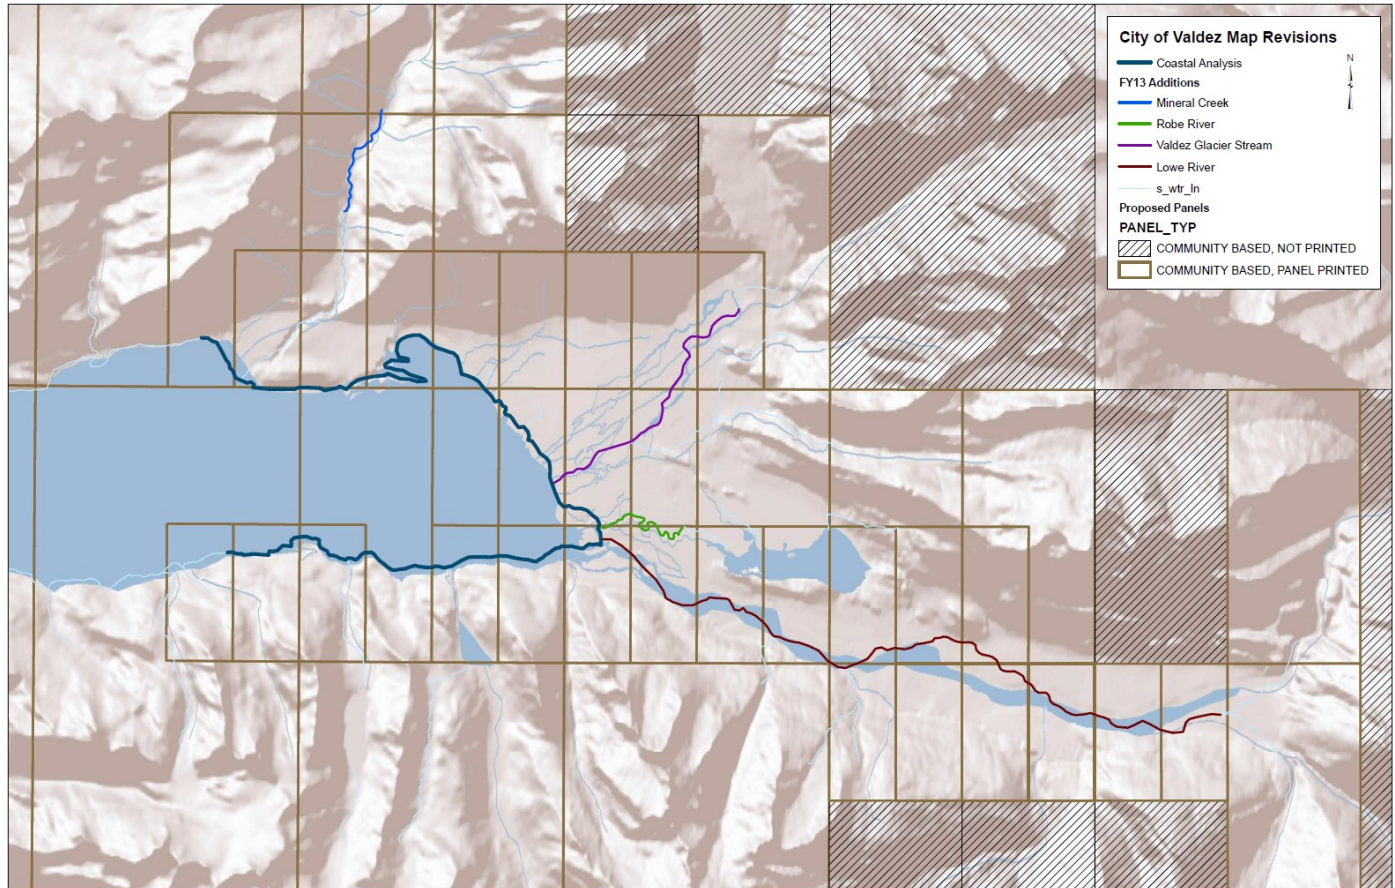 City of Valdez Map Revisions
N
Coastal Analysis
FY13 Additions
Mineral Creek
Robe River
Valdez Glacier Stream
Lowe River
s_wtr_ln
Proposed Panels
PANEL_TYP
COMMUNITY BASED, NOT PRINTED
COMMUNITY BASED, PANEL PRINTED